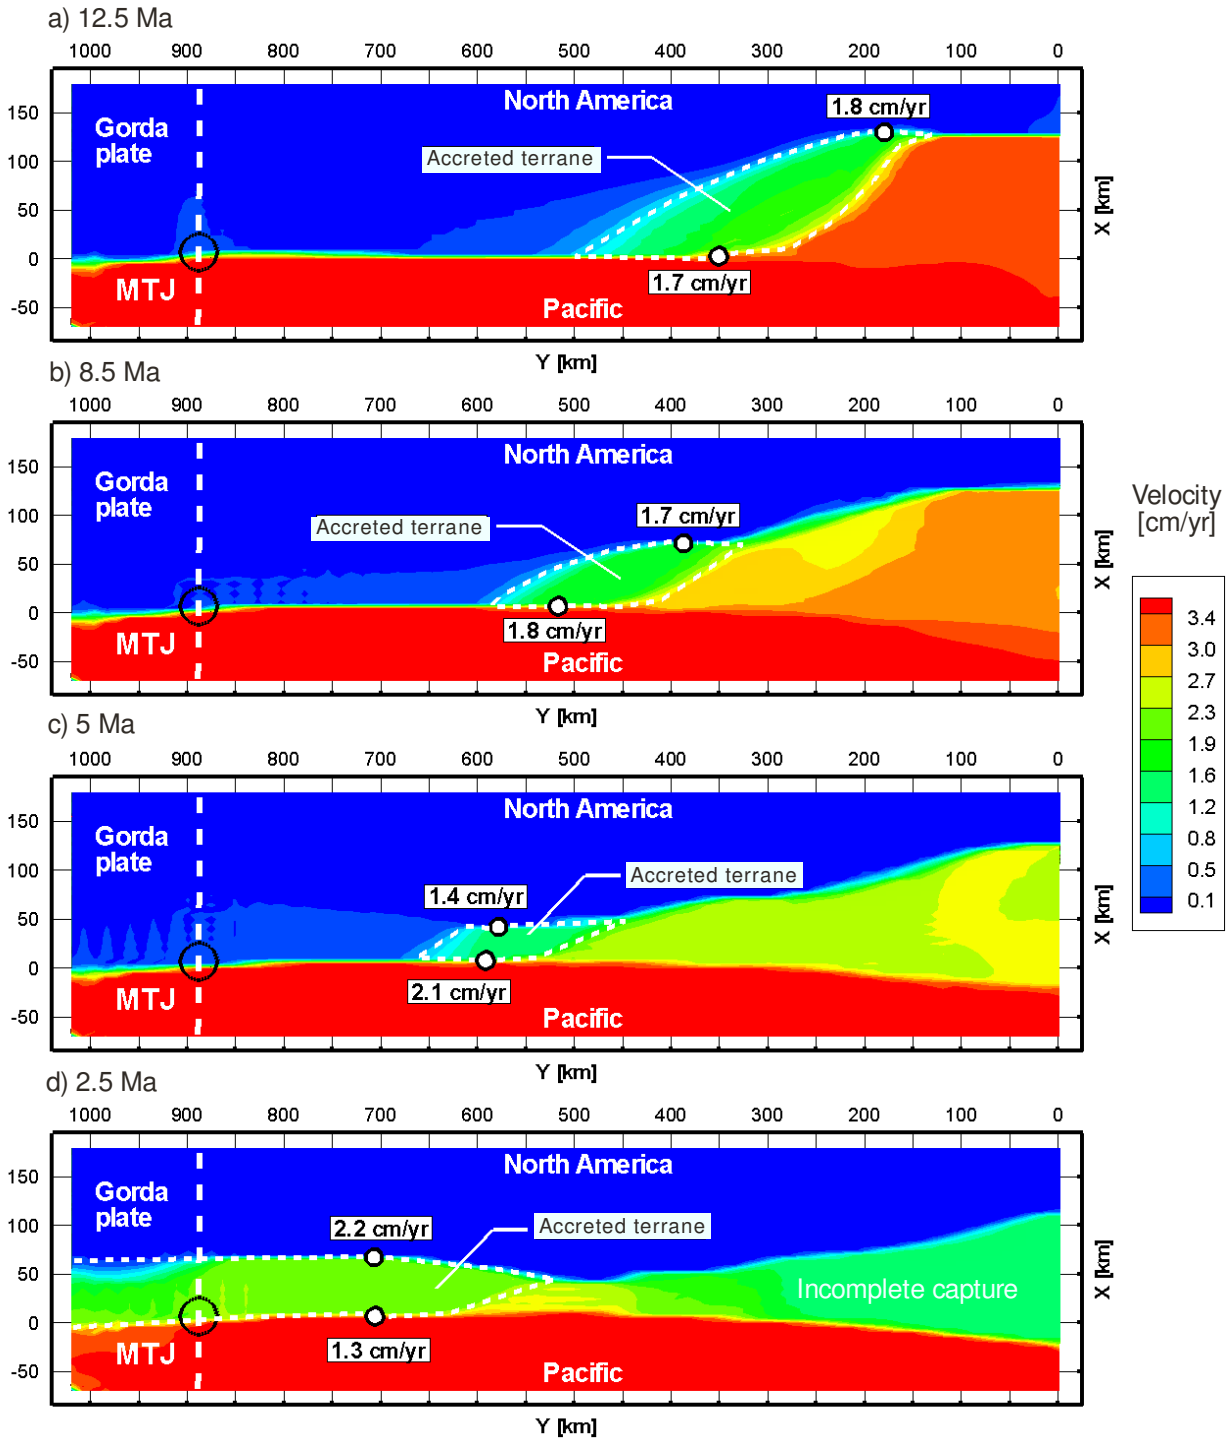 a) 12.5 Ma
1000 900 800 700 600 500 400 300 200 100 0
150
100
50
0
-50
North America
Gorda
plate
Accreted terrane
1.8 cm/yr
1.7 cm/yr
MTJ
Pacific
X [km]
Y [km]
b) 8.5 Ma
1000 900 800 700 600 500 400 300 200 100 0
150
100
50
0
-50
North America
Gorda
plate
Accreted terrane
1.7 cm/yr
1.8 cm/yr
MTJ
Pacific
X [km]
Y [km]
Velocity
[cm/yr]
3.4
3.0
2.7
2.3
1.9
1.6
1.2
0.8
0.5
0.1
c) 5 Ma
1000 900 800 700 600 500 400 300 200 100 0
150
100
50
0
-50
North America
Gorda
plate
Accreted terrane
1.4 cm/yr
2.1 cm/yr
MTJ
Pacific
X [km]
Y [km]
d) 2.5 Ma
1000 900 800 700 600 500 400 300 200 100 0
150
100
50
0
-50
North America
Gorda
plate
2.2 cm/yr
Accreted terrane
Incomplete capture
1.3 cm/yr
MTJ
Pacific
X [km]
Y [km]